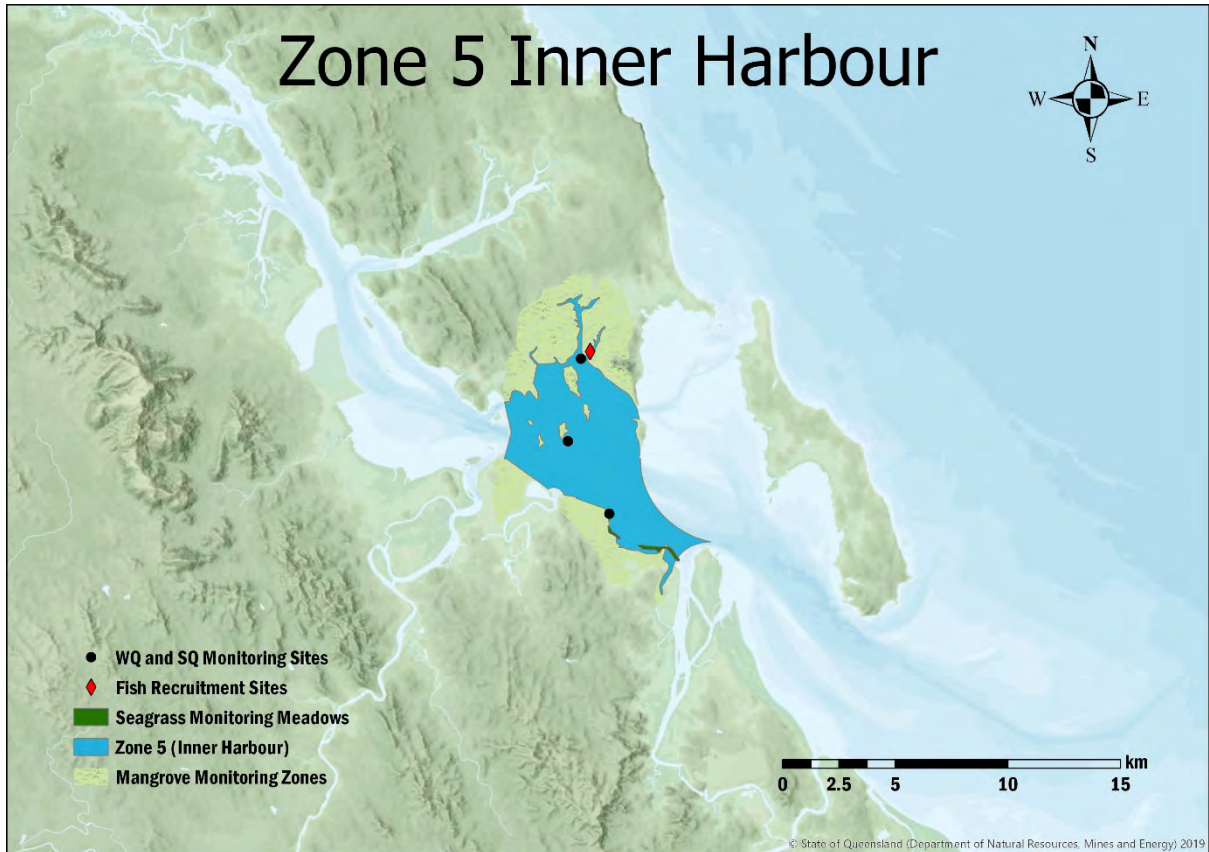 Zone 5 Inner Harbour
N
W E
S
WQ and SQ Monitoring Sites
Fish Recruitment Sites
Seagrass Monitoring Meadows
Zone 5 (Inner Harbour)
Mangrove Monitoring Zones
km
0 2.5 5 10 15
© State of Queensland (Department of Natural Resources, Mines and Energy) 2019